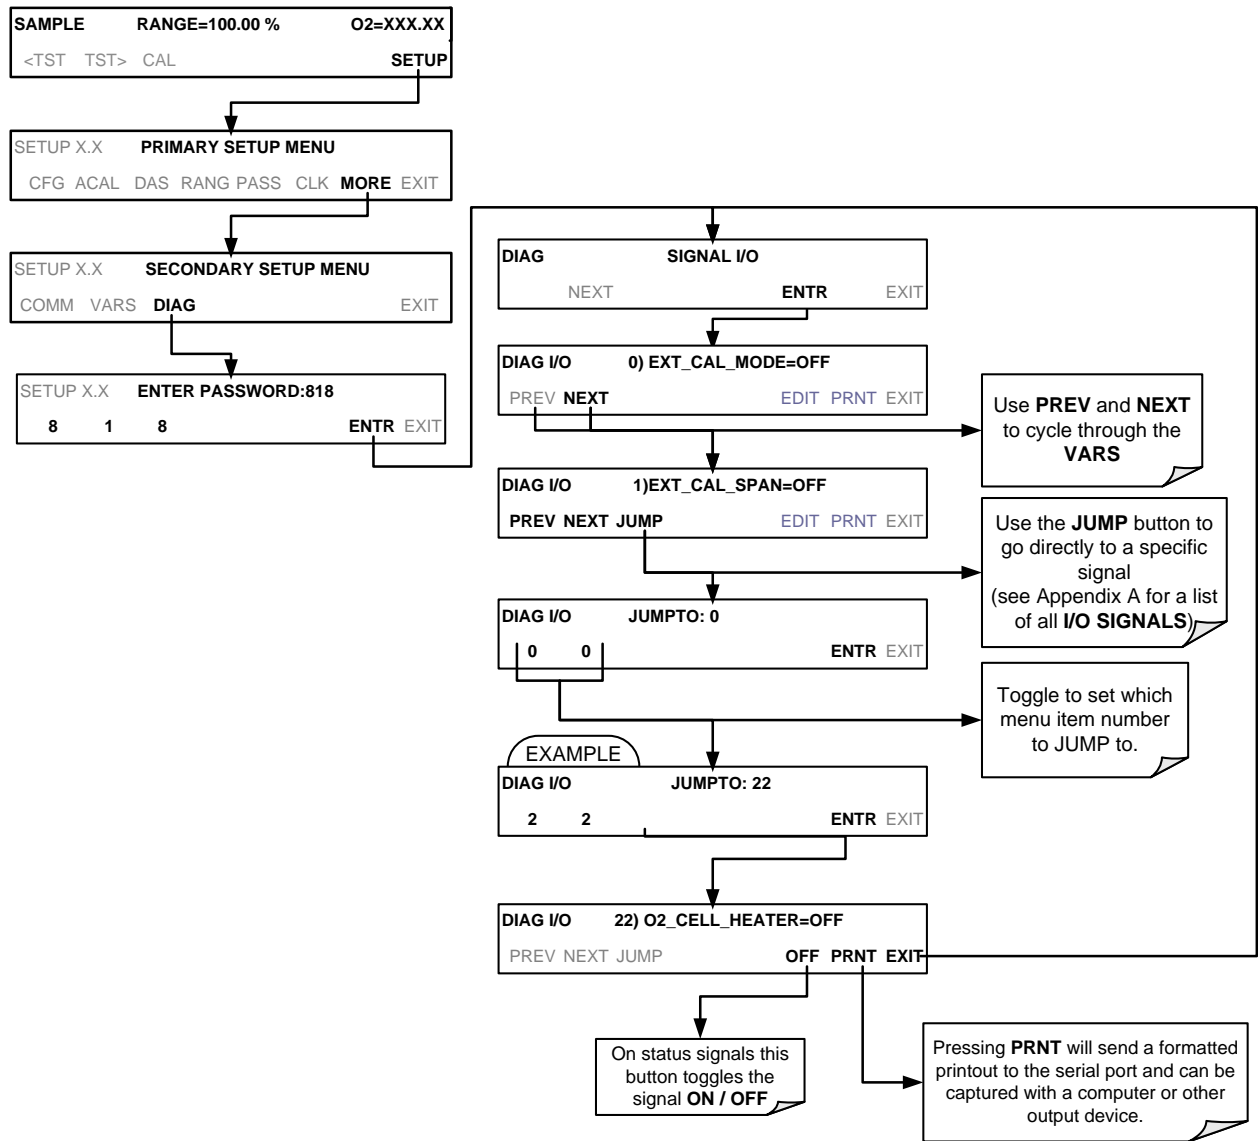 SAMPLE RANGE=100.00 % O2=XXX.XX
<TST TST> CAL SETUP
SETUP X.X PRIMARY SETUP MENU
CFG ACAL DAS RANG PASS CLK MORE EXIT
SETUP X.X SECONDARY SETUP MENU
COMM VARS DIAG EXIT
SETUP X.X ENTER PASSWORD:818
8 1 8 ENTR EXIT
DIAG SIGNAL I/O
NEXT ENTR EXIT
DIAG I/O 0) EXT_CAL_MODE=OFF
PREV NEXT EDIT PRNT EXIT
Use PREV and NEXT
to cycle through the
VARS
DIAG I/O 1)EXT_CAL_SPAN=OFF
PREV NEXT JUMP EDIT PRNT EXIT
Use the JUMP button to
go directly to a specific
signal
(see Appendix A for a list
of all I/O SIGNALS)
DIAG I/O JUMPTO: 0
0 0 ENTR EXIT
Toggle to set which
menu item number
to JUMP to.
EXAMPLE
DIAG I/O JUMPTO: 22
2 2 ENTR EXIT
DIAG I/O 22) O2_CELL_HEATER=OFF
PREV NEXT JUMP OFF PRNT EXIT
On status signals this
button toggles the
signal ON / OFF
Pressing PRNT will send a formatted
printout to the serial port and can be
captured with a computer or other
output device.